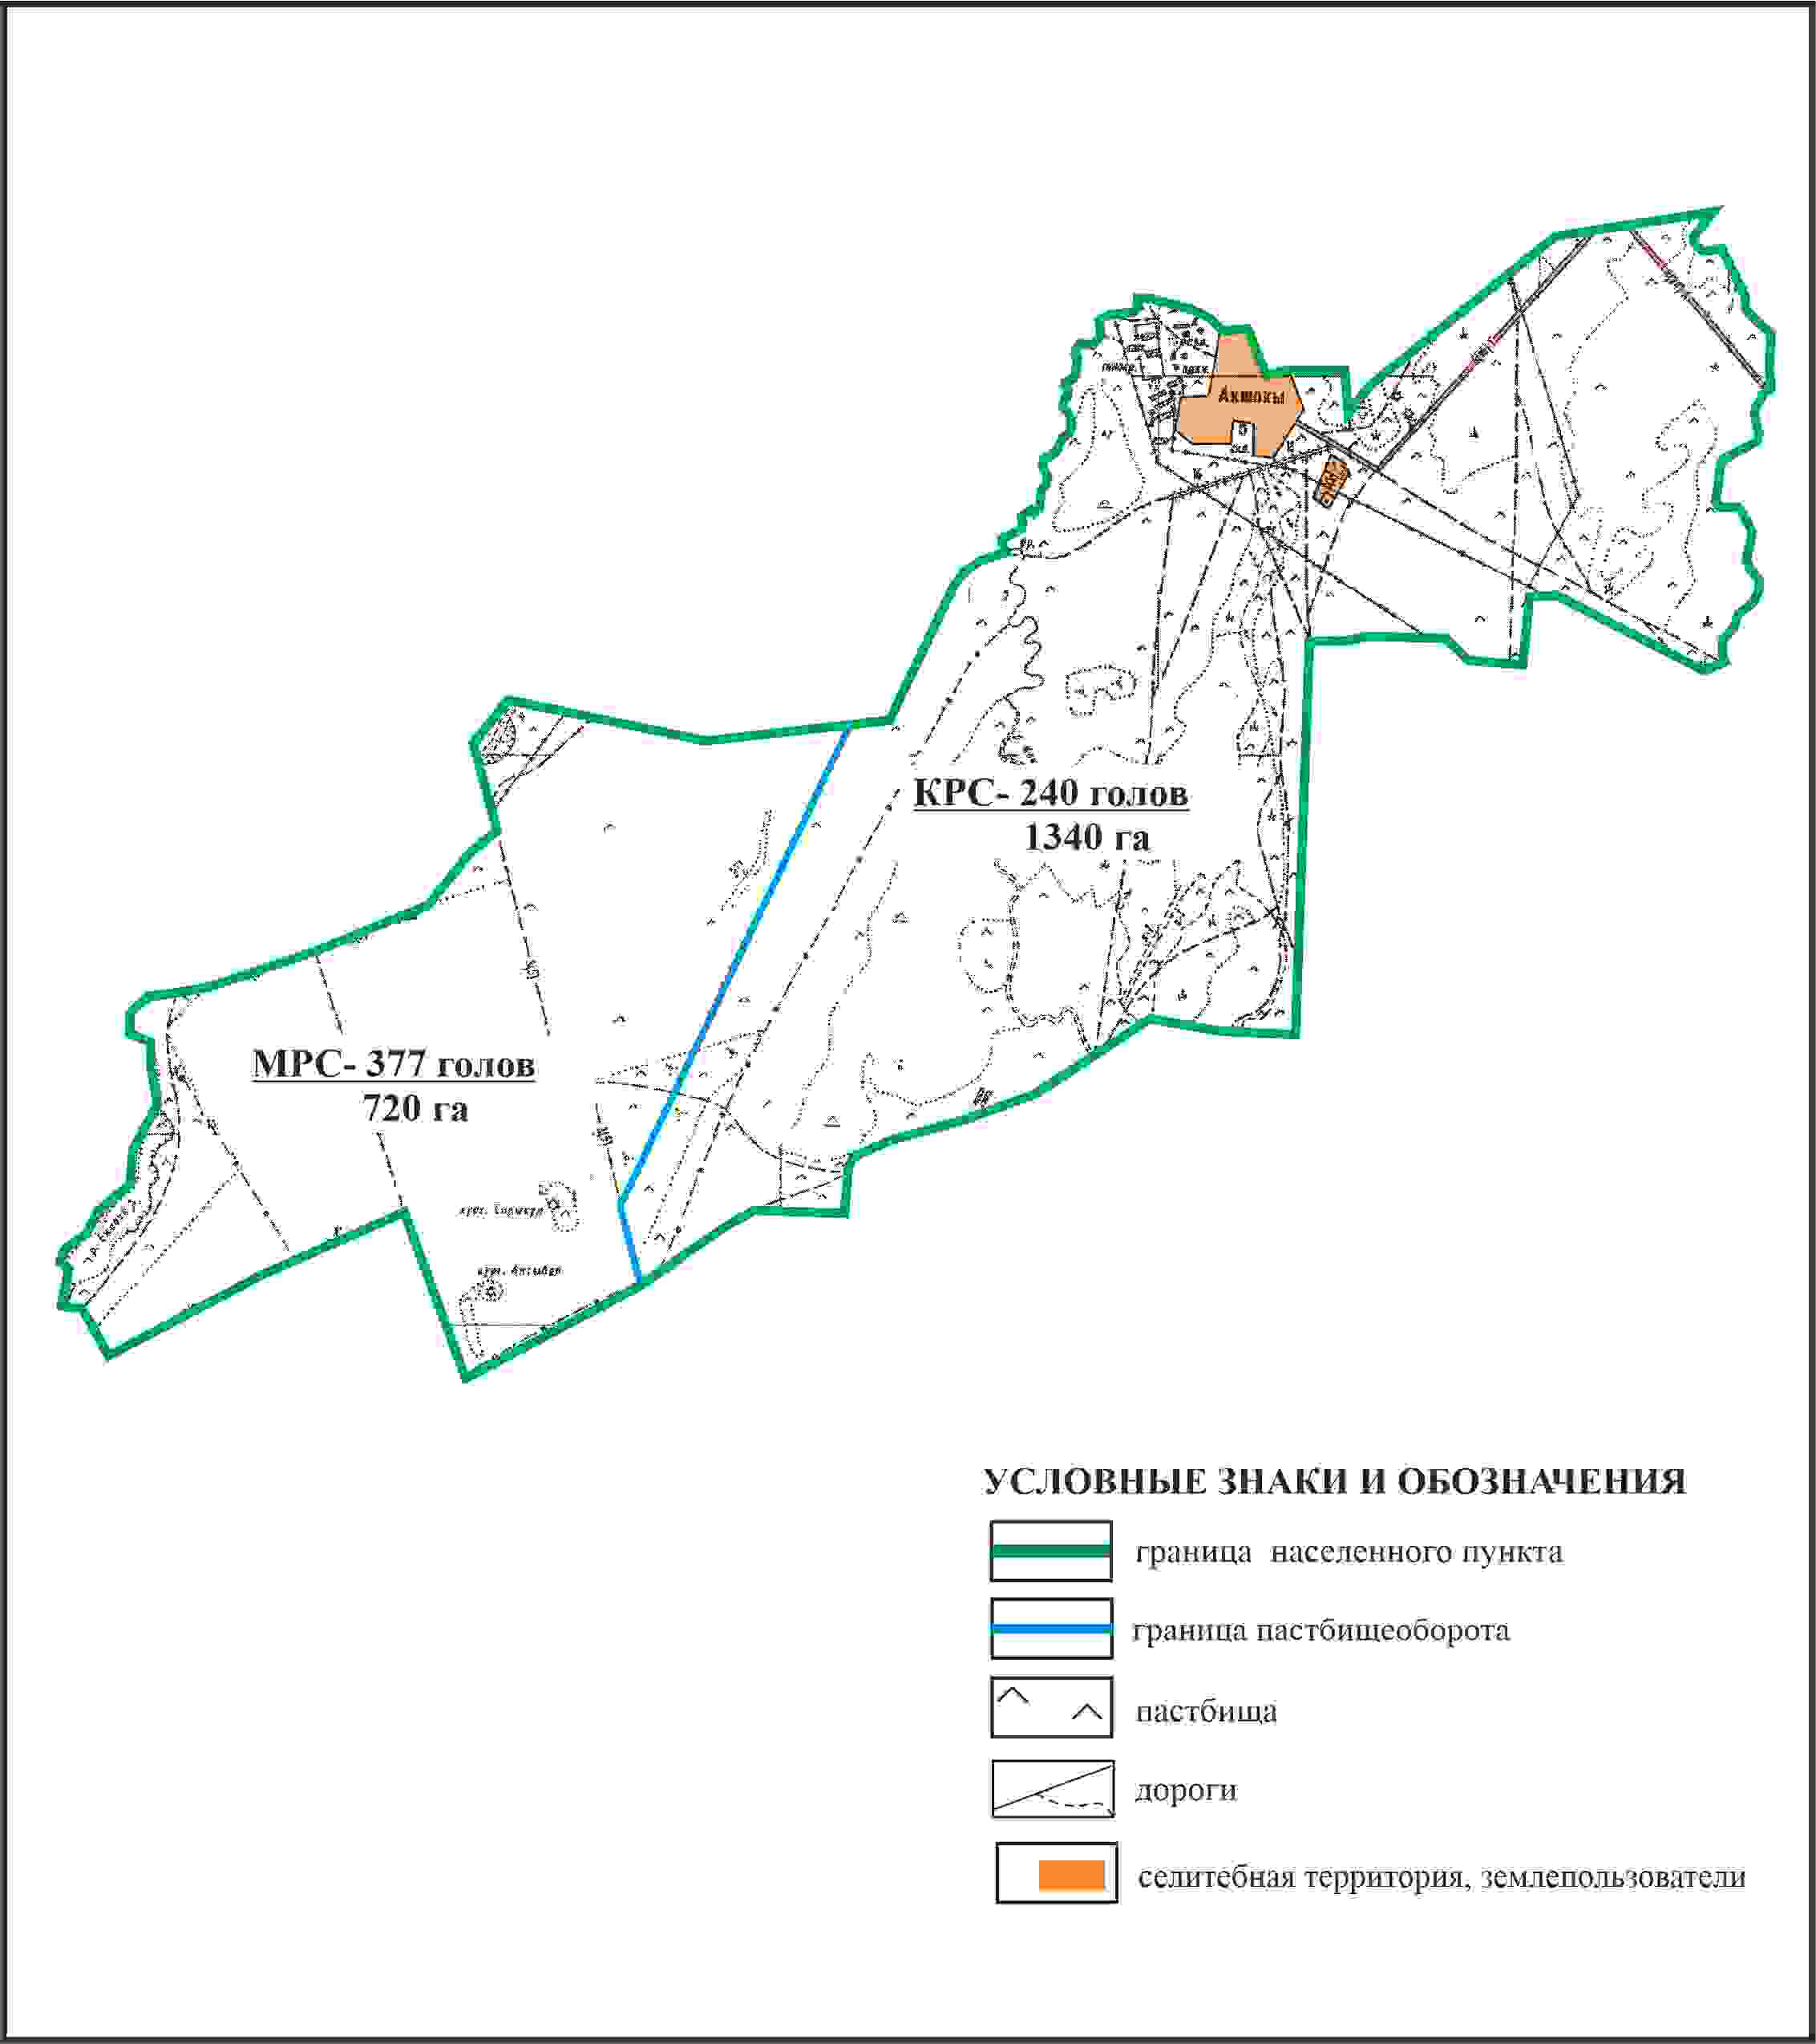 Акшокы
КРС- 240 голов
1340 га
МРС- 377 голов
720 га
УСЛОВНЫЕ ЗНАКИ И ОБОЗНАЧЕНИЯ
граница населенного пункта
граница пастбищеоборота
пастбища
дороги
селитебная территория, землепользователи